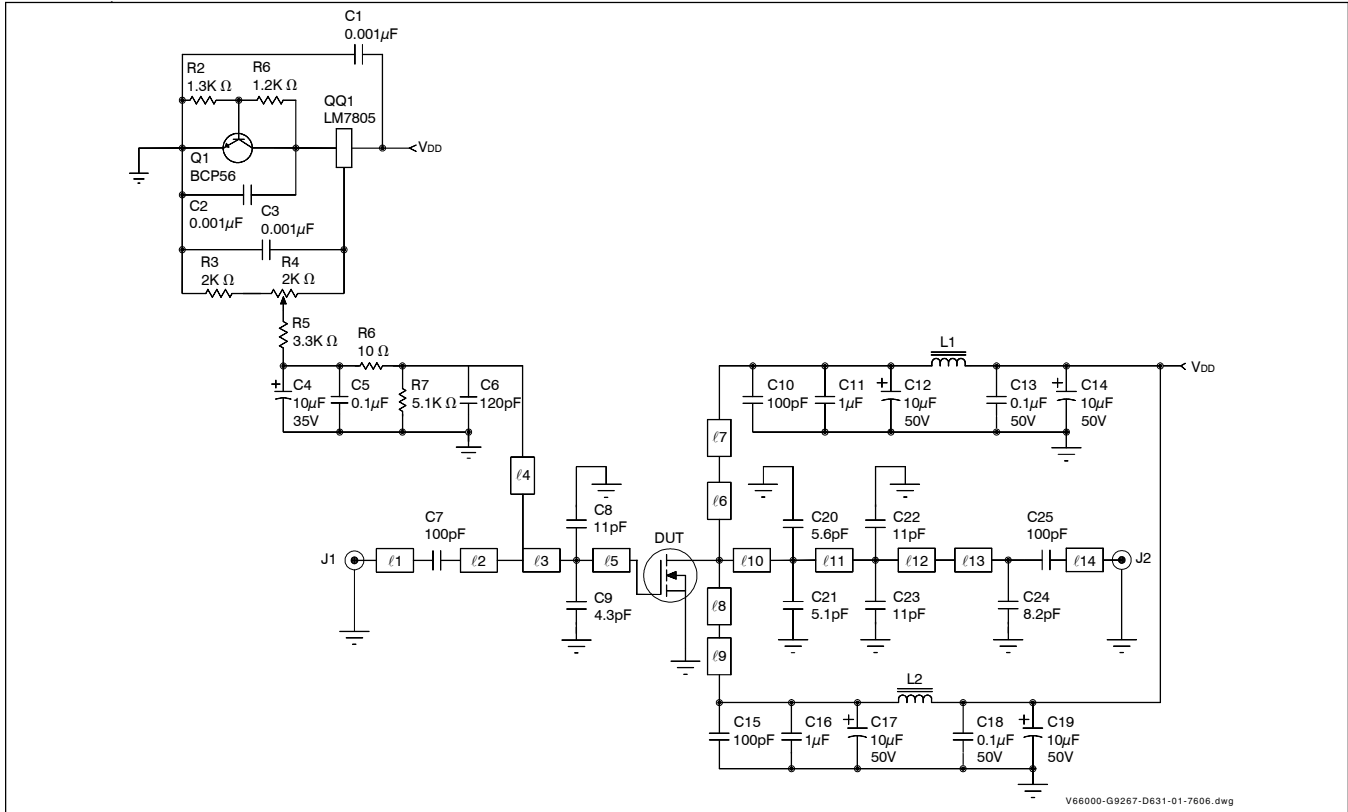 C1
0.001µF
R2
1.3K Ω
R6
1.2K Ω
QQ1
LM7805
VDD
Q1
BCP56
C2
0.001µF
C3
0.001µF
R3
2K Ω
R4
2K Ω
R5
3.3K Ω
R6
10 Ω
C4
10µF
35V
C5
0.1µF
R7
5.1K Ω
C6
120pF
L1
VDD
C10
100pF
C11
1µF
C12
10µF
50V
C13
0.1µF
50V
C14
10µF
50V
ℓ7
ℓ4
ℓ6
C7
100pF
C8
11pF
DUT
C20
5.6pF
C22
11pF
C25
100pF
J1
ℓ1
ℓ2
ℓ3
ℓ5
ℓ10
ℓ11
ℓ12
ℓ13
ℓ14
J2
C9
4.3pF
ℓ8
C21
5.1pF
C23
11pF
C24
8.2pF
ℓ9
L2
C15
100pF
C16
1µF
C17
10µF
50V
C18
0.1µF
50V
C19
10µF
50V
V66000-G9267-D631-01-7606.dwg